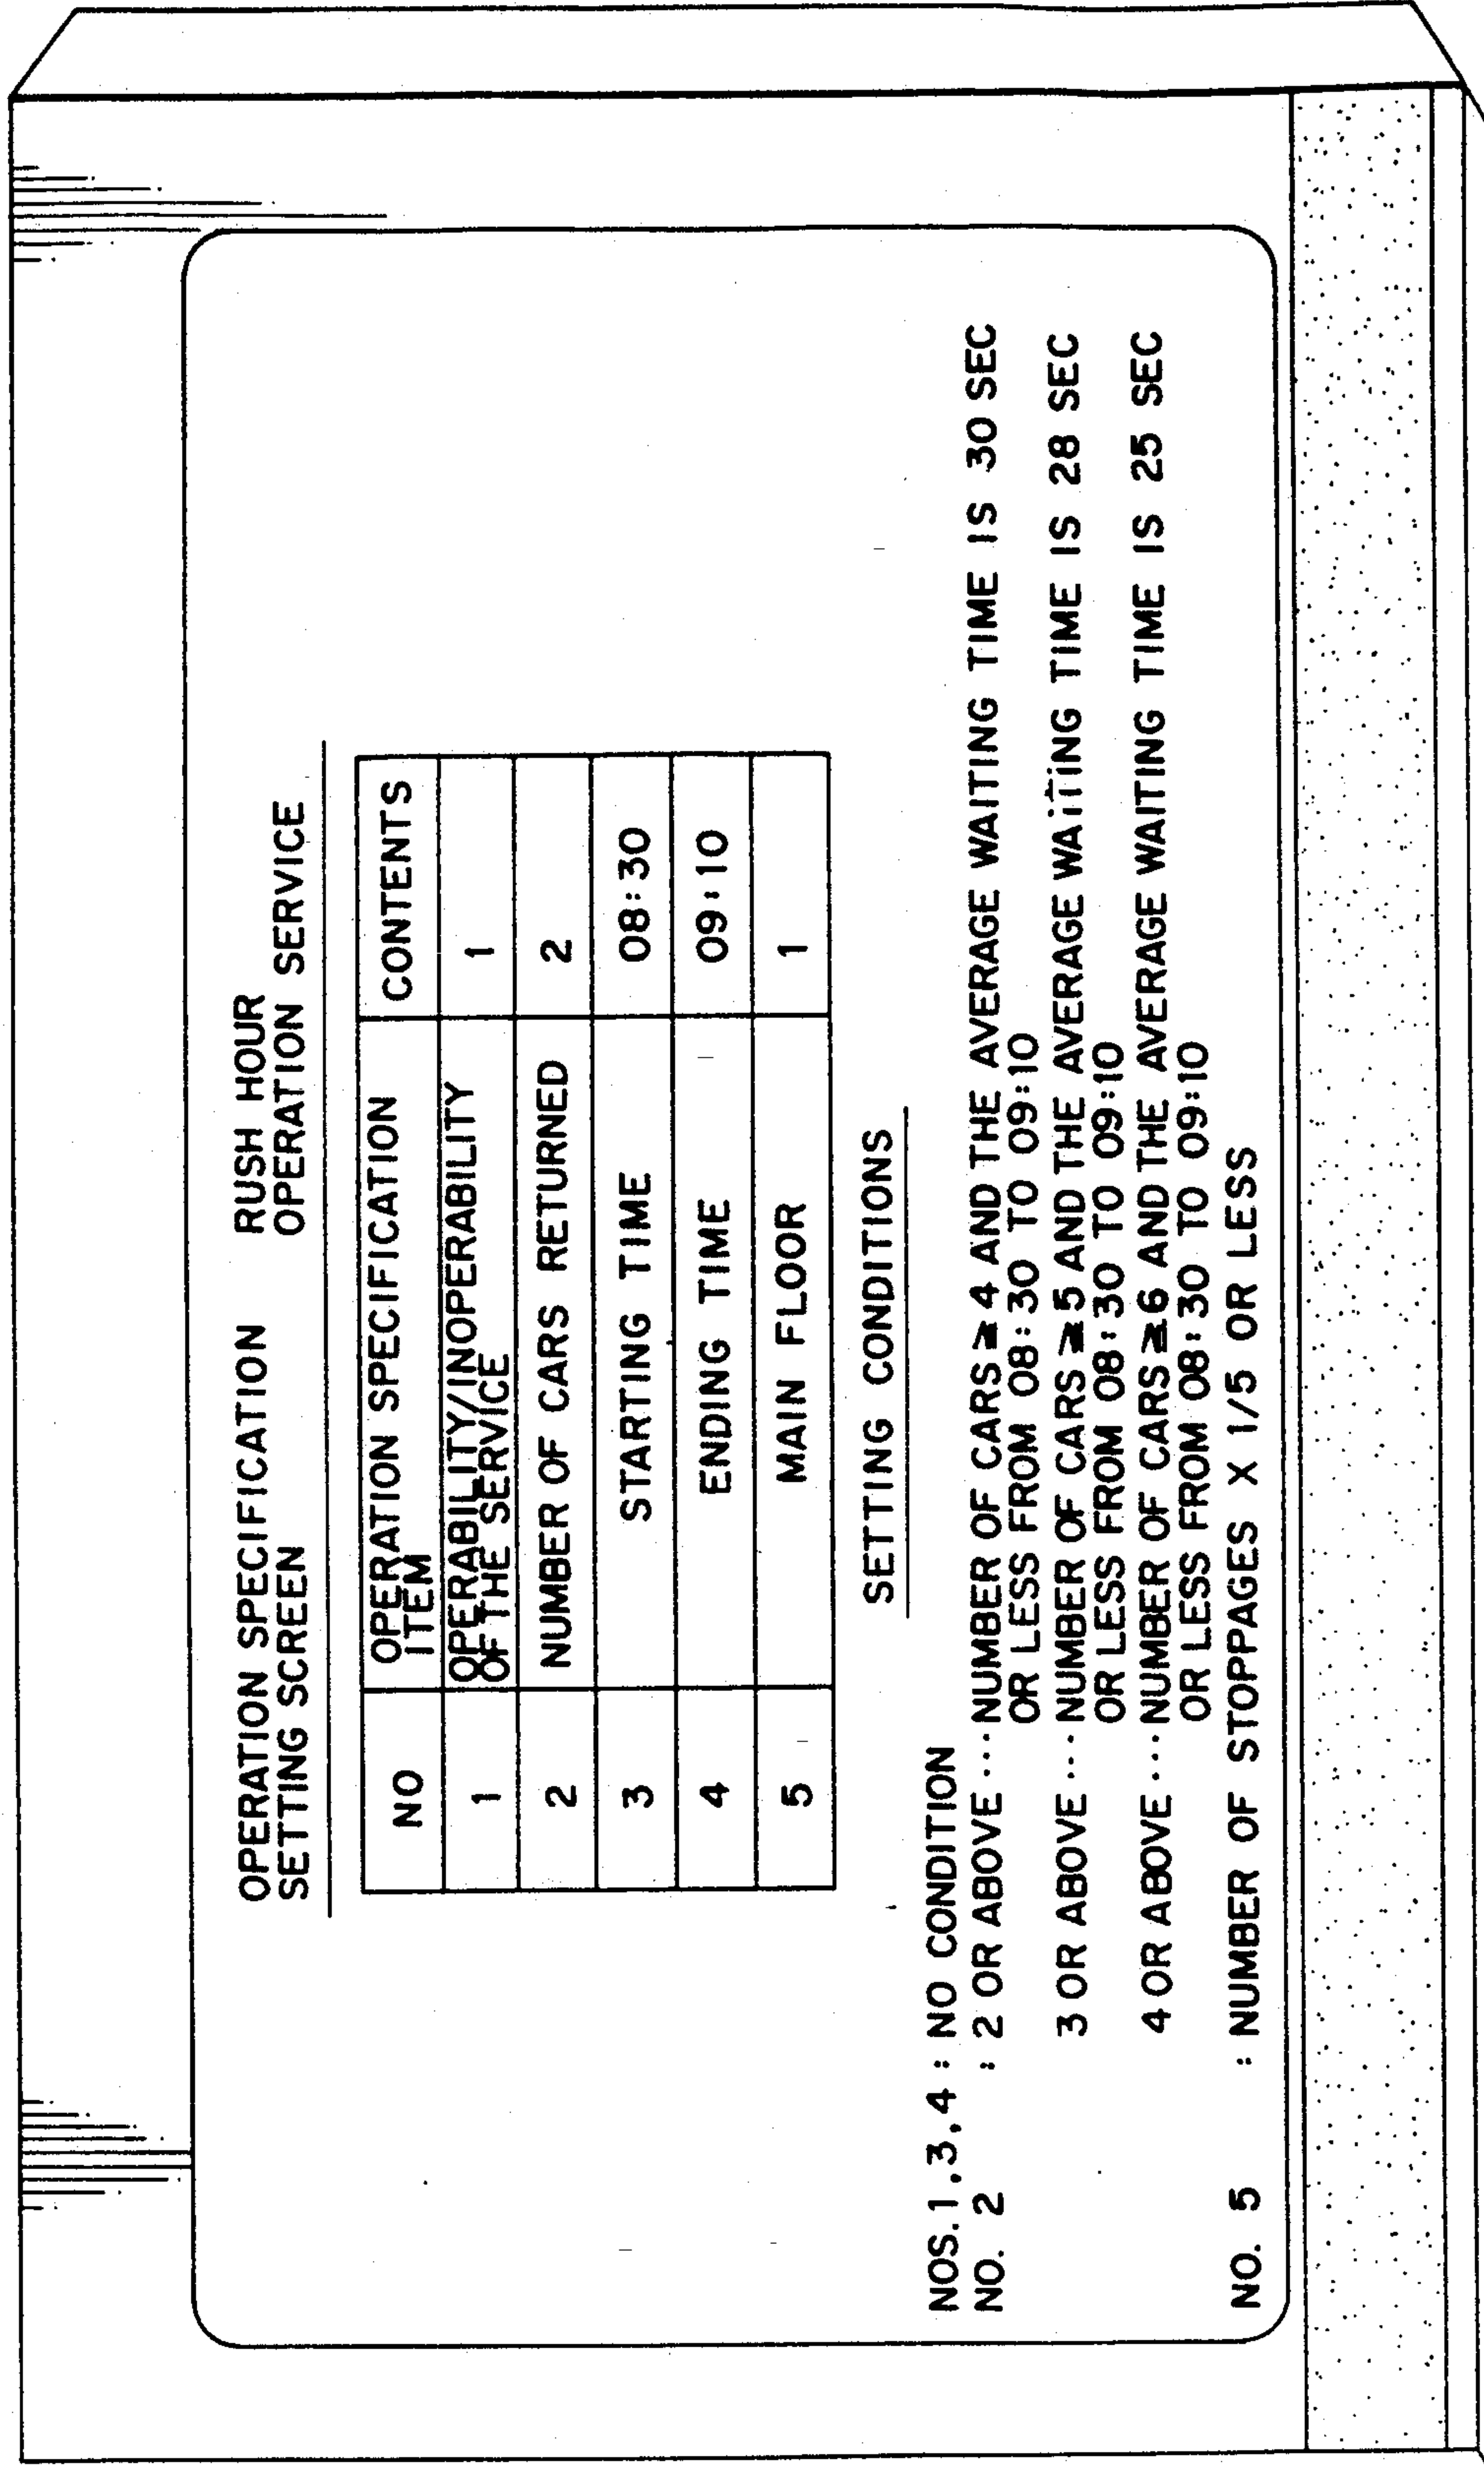 OPERATION SPECIFICATION RUSH HOUR
SETTING SCREEN OPERATION SERVICE
NO OPERATION SPECIFICATION ITEM CONTENTS
1 OPERABILITY/INOPERABILITY OF THE SERVICE 1
2 NUMBER OF CARS RETURNED 2
3 STARTING TIME 08:30
4 ENDING TIME 09:10
5 MAIN FLOOR 1
SETTING CONDITIONS
NOS.1,3,4 : NO CONDITION
NO. 2 : 2 OR ABOVE ... NUMBER OF CARS ≧ 4 AND THE AVERAGE WAITING TIME IS 30 SEC
OR LESS FROM 08:30 TO 09:10
3 OR ABOVE ... NUMBER OF CARS ≧ 5 AND THE AVERAGE WAITING TIME IS 28 SEC
OR LESS FROM 08:30 TO 09:10
4 OR ABOVE ... NUMBER OF CARS ≧ 6 AND THE AVERAGE WAITING TIME IS 25 SEC
OR LESS FROM 08:30 TO 09:10
NO. 5 : NUMBER OF STOPPAGES X 1/5 OR LESS